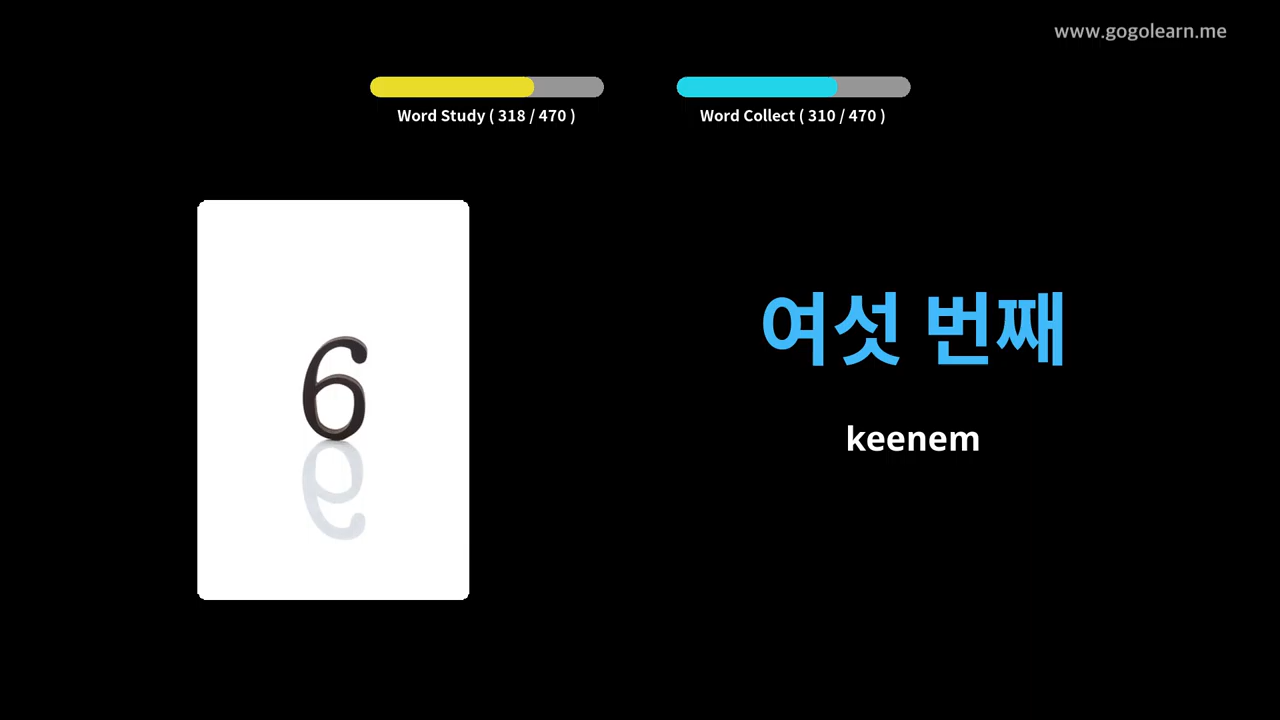 www.gogolearn.me
Word Study ( 318 / 470 )
Word Collect ( 310 / 470 )
6
여섯 번째
keenem